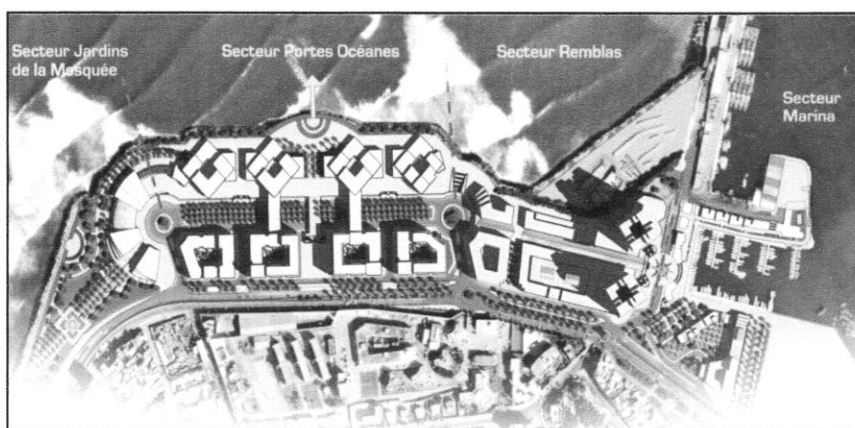 Secteur Jardins
de la Mosquée
Secteur Portes Océanes
Secteur Remblas
Secteur
Marina